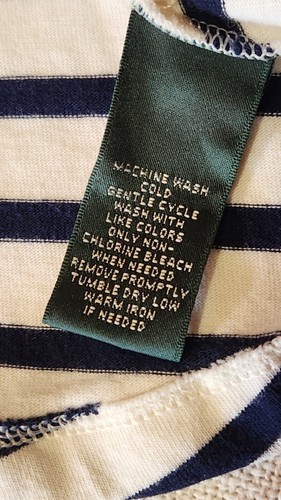 MACHINE WASH
COLD
GENTLE CYCLE
WASH WITH
LIKE COLORS
ONLY NON-
CHLORINE BLEACH
WHEN NEEDED
REMOVE PROMPTLY
TUMBLE DRY LOW
WARM IRON
IF NEEDED